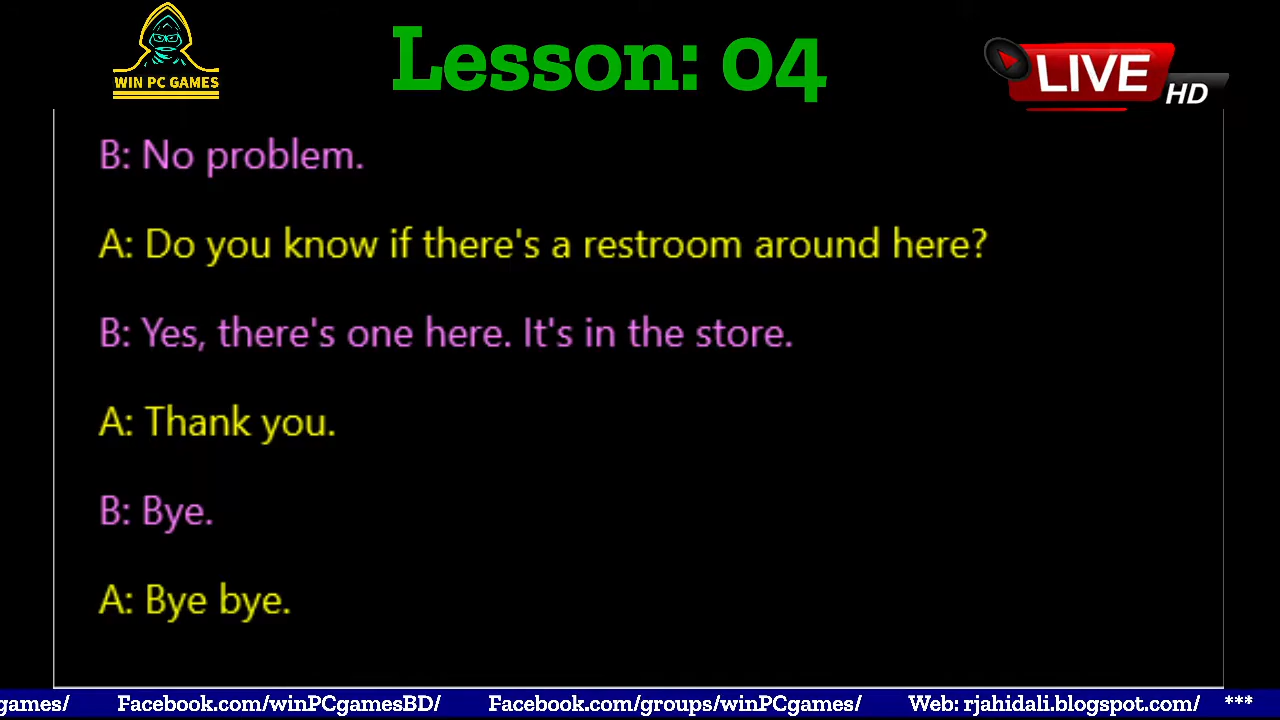 WIN PC GAMES
Lesson: 04
LIVE
HD
B: No problem.
A: Do you know if there's a restroom around here?
B: Yes, there's one here. It's in the store.
A: Thank you.
B: Bye.
A: Bye bye.
games/ Facebook.com/winPCgamesBD/ Facebook.com/groups/winPCgames/ Web: rjahidali.blogspot.com/ ***